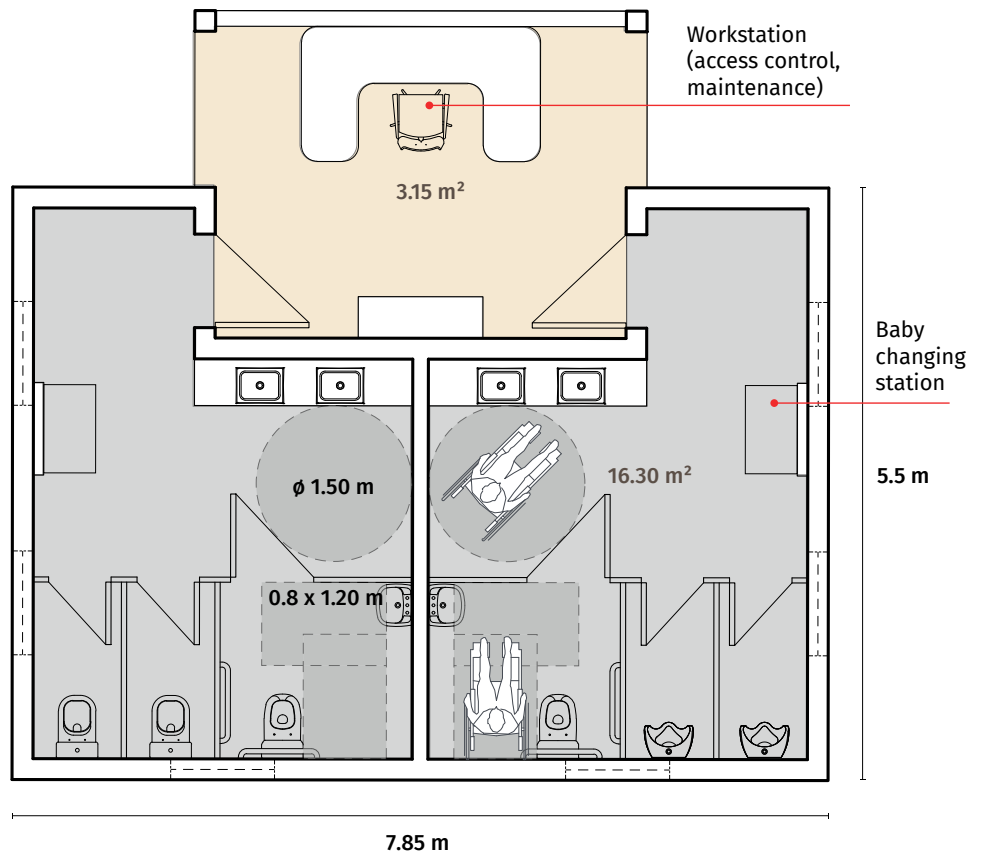 Workstation
(access control,
maintenance)
3.15 m²
Baby
changing
station
ø 1.50 m
16.30 m²
5.5 m
0.8 x 1.20 m
7.85 m